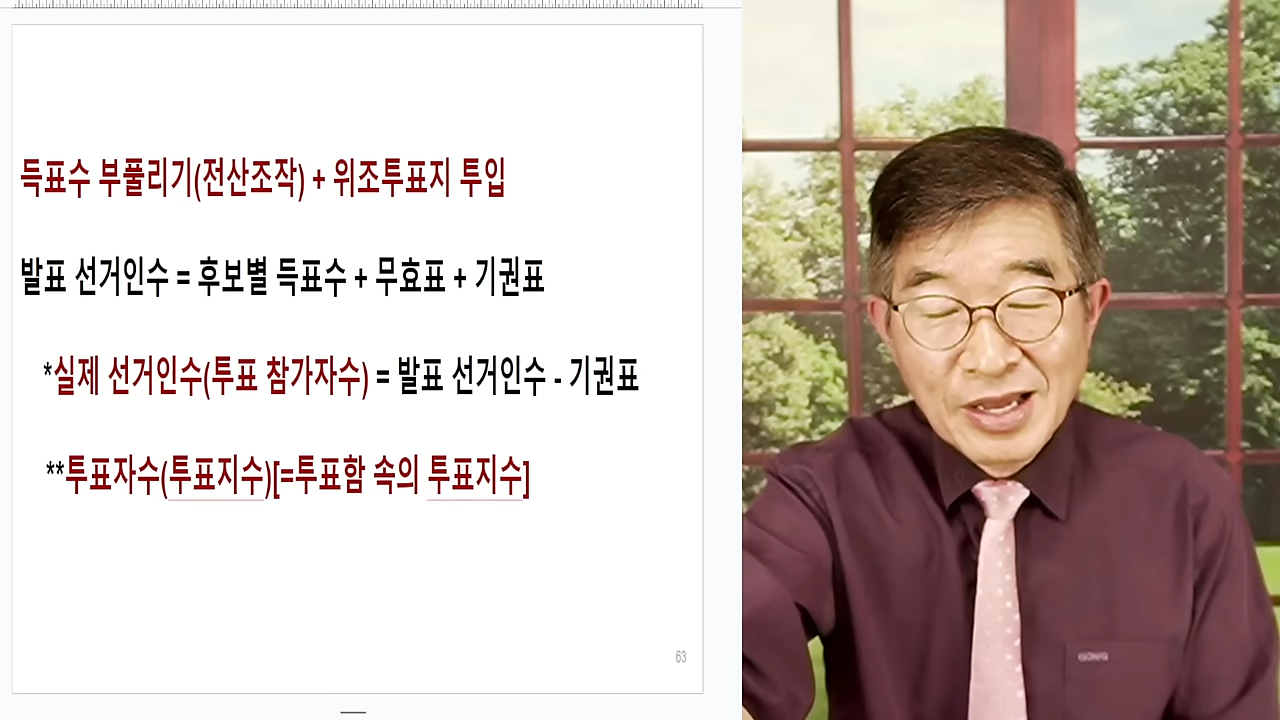 득표수 부풀리기(전산조작) + 위조투표지 투입
발표 선거인수 = 후보별 득표수 + 무효표 + 기권표
*실제 선거인수(투표 참가자수) = 발표 선거인수 - 기권표
**투표자수(투표지수)[=투표함 속의 투표지수]
63